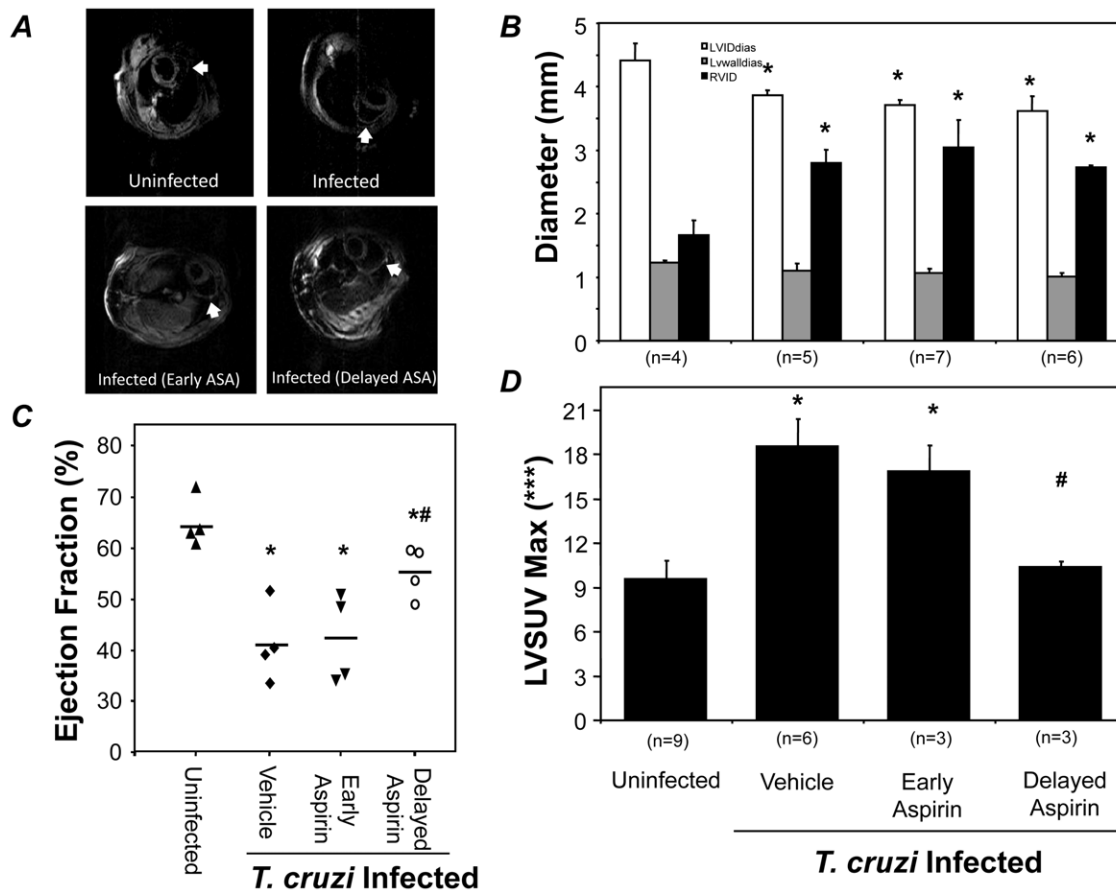 A
Uninfected
Infected
Infected (Early ASA)
Infected (Delayed ASA)
B
Diameter (mm)
5
4
3
2
1
0
LVIDdias
Lvwalldias
RVID
* * * * * *
(n=4) (n=5) (n=7) (n=6)
C
Ejection Fraction (%)
80
70
60
50
40
30
0
* * *#
Uninfected
Vehicle
Early
Aspirin
Delayed
Aspirin
T. cruzi Infected
D
LVSUV Max (***)
21
18
15
12
9
6
3
0
* * #
(n=9) (n=6) (n=3) (n=3)
Uninfected
Vehicle
Early
Aspirin
Delayed
Aspirin
T. cruzi Infected